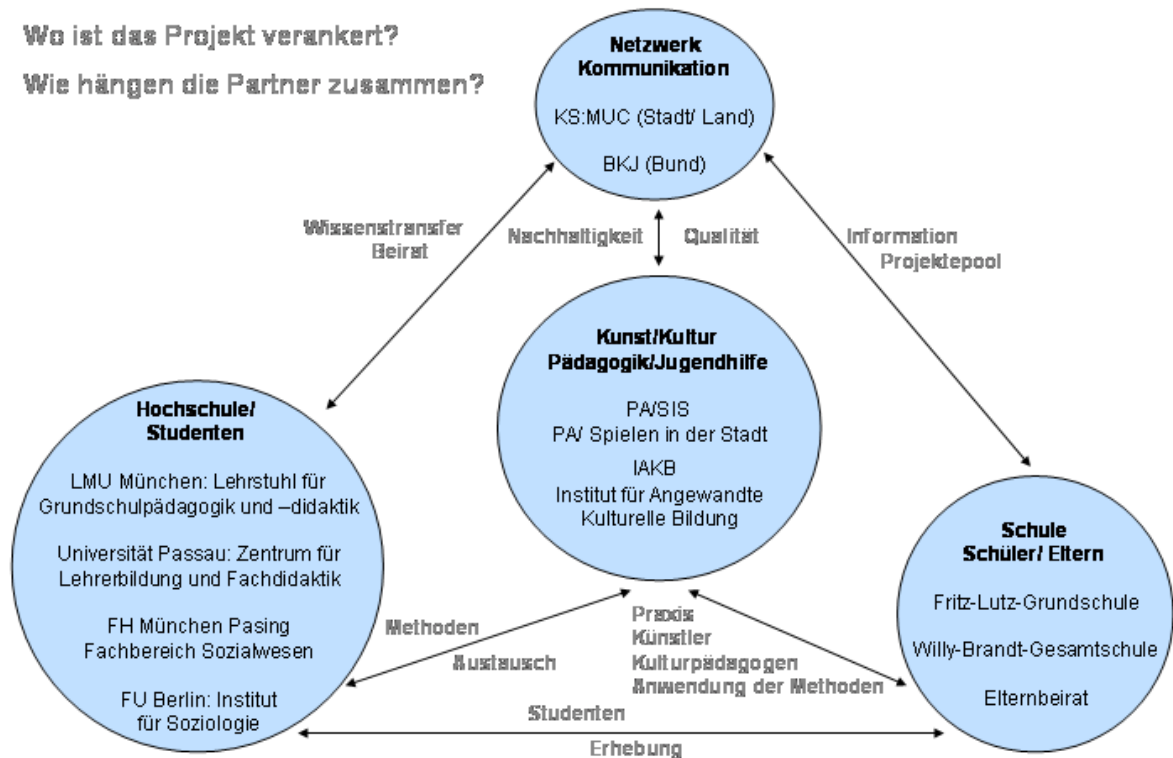 Wo ist das Projekt verankert?
Wie hängen die Partner zusammen?
Netzwerk
Kommunikation
KS:MUC (Stadt/ Land)
BKJ (Bund)
Wissenstransfer
Beirat
Nachhaltigkeit
Qualität
Information
Projektepool
Kunst/Kultur
Pädagogik/Jugendhilfe
PA/SIS
PA/ Spielen in der Stadt
IAKB
Institut für Angewandte
Kulturelle Bildung
Hochschule/
Studenten
LMU München: Lehrstuhl für
Grundschulpädagogik und –didaktik
Universität Passau: Zentrum für
Lehrerbildung und Fachdidaktik
FH München Pasing
Fachbereich Sozialwesen
FU Berlin: Institut
für Soziologie
Schule
Schüler/ Eltern
Fritz-Lutz-Grundschule
Willy-Brandt-Gesamtschule
Elternbeirat
Methoden
Austausch
Praxis
Künstler
Kulturpädagogen
Anwendung der Methoden
Studenten
Erhebung